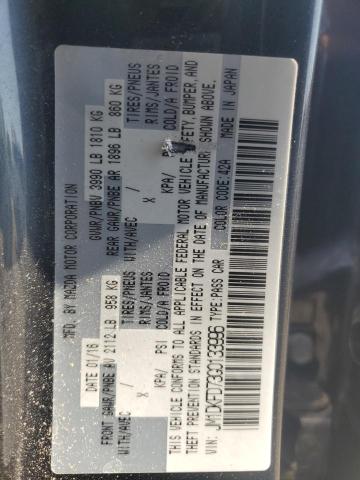 MFD. BY MAZDA MOTOR CORPORATION
DATE 01/16 GVWR/PNBV 3990 LB 1810 KG
FRONT GAWR/PNBE AV 2112 LB 958 KG REAR GAWR/PNBE AR 1896 LB 860 KG
WITH/AVEC TIRES/PNEUS WITH/AVEC TIRES/PNEUS
X RIMS/JANTES X RIMS/JANTES
KPA/ PSI COLD/A FROID KPA/ COLD/A FROID
THIS VEHICLE CONFORMS TO ALL APPLICABLE FEDERAL MOTOR VEHICLE SAFETY, BUMPER, AND
THEFT PREVENTION STANDARDS IN EFFECT ON THE DATE OF MANUFACTURE SHOWN ABOVE.
VIN: TYPE: PASS CAR COLOR CODE: 42A MADE IN JAPAN